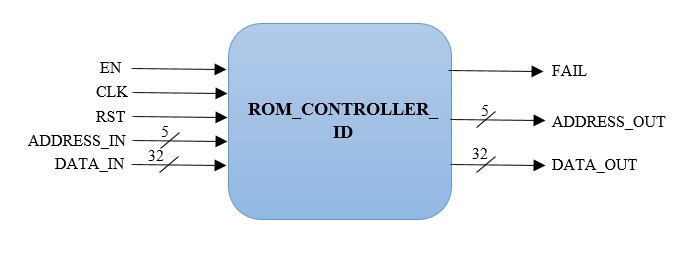 EN
CLK
RST
ADDRESS_IN
5
DATA_IN
32
ROM_CONTROLLER_
ID
FAIL
5
ADDRESS_OUT
32
DATA_OUT